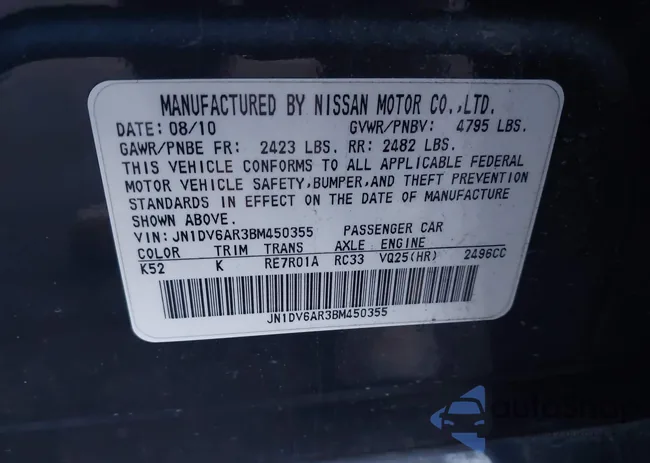 MANUFACTURED BY NISSAN MOTOR CO.,LTD.
DATE: 08/10 GVWR/PNBV: 4795 LBS.
GAWR/PNBE FR: 2423 LBS. RR: 2482 LBS.
THIS VEHICLE CONFORMS TO ALL APPLICABLE FEDERAL
MOTOR VEHICLE SAFETY,BUMPER,AND THEFT PREVENTION
STANDARDS IN EFFECT ON THE DATE OF MANUFACTURE
SHOWN ABOVE.
VIN: JN1DV6AR3BM450355 PASSENGER CAR
COLOR TRIM TRANS AXLE ENGINE
K52 K RE7R01A RC33 VQ25(HR) 2496CC
JN1DV6AR3BM450355